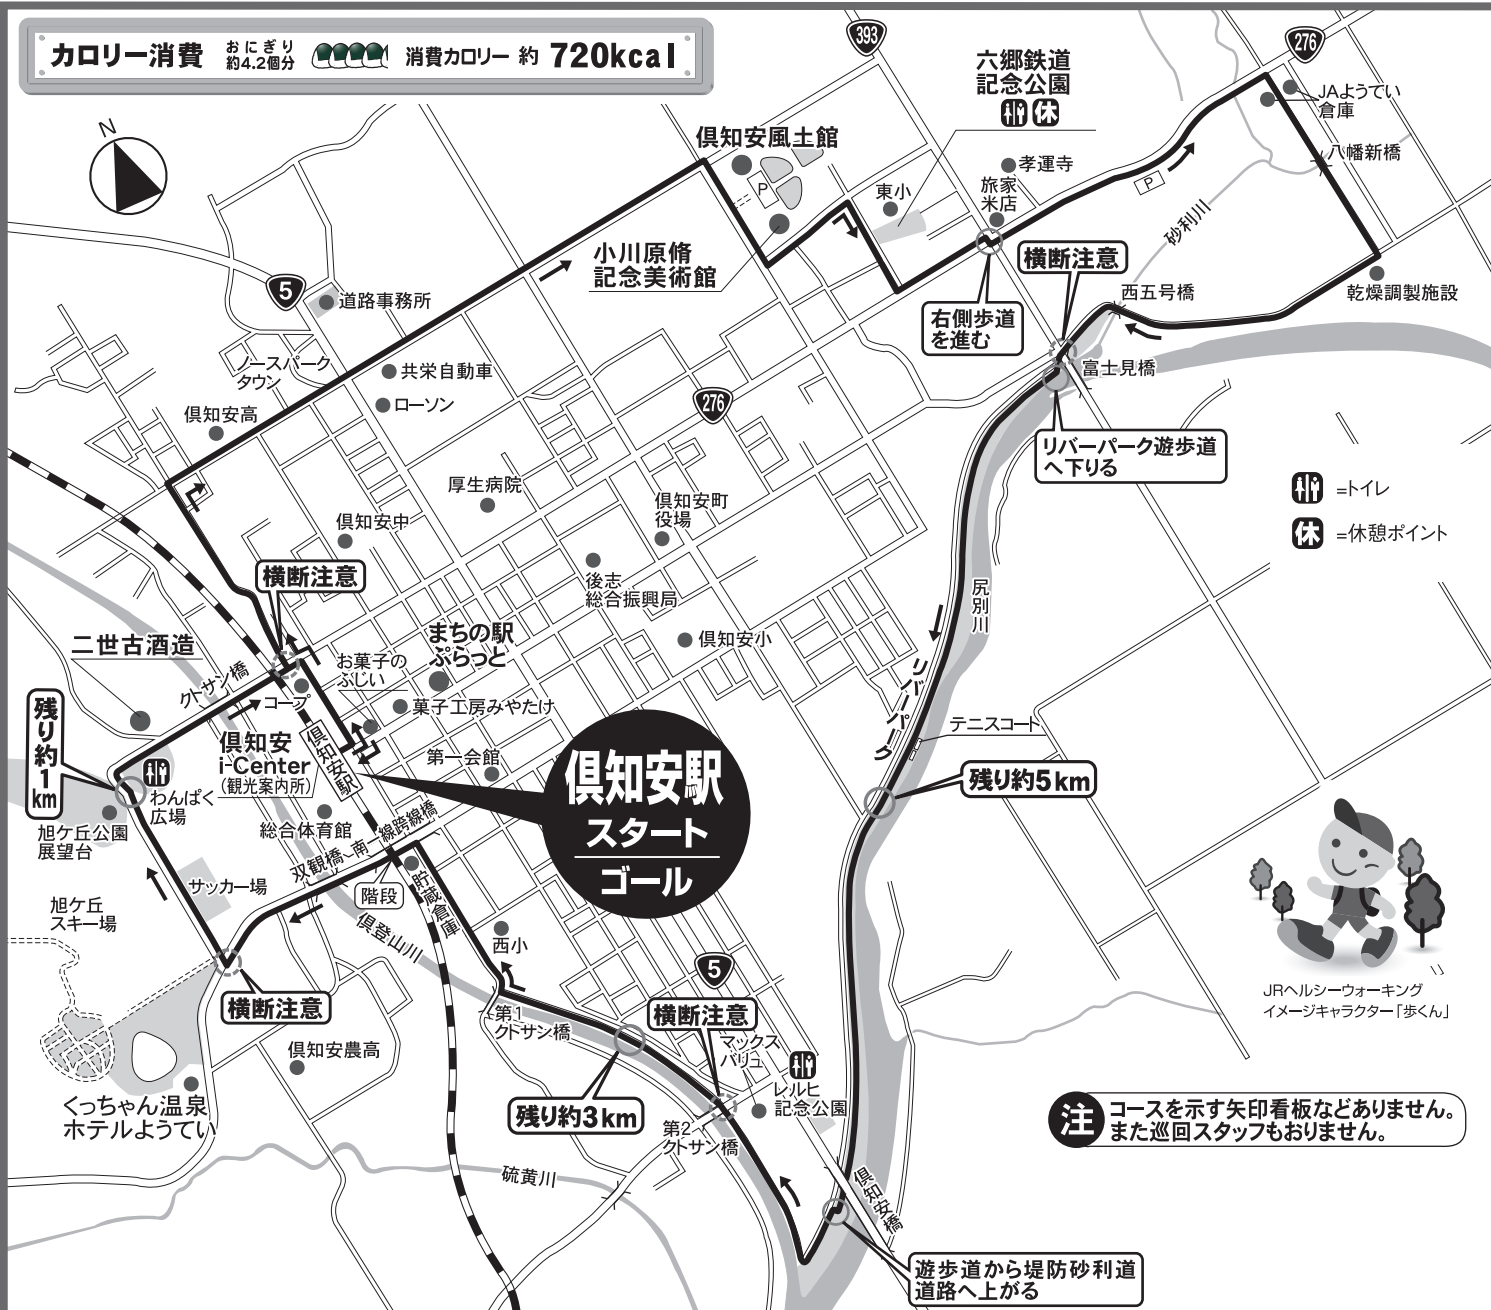 カロリー消費
おにぎり
約4.2個分
消費カロリー 約 720kcal
N
393
276
六郷鉄道
記念公園
休
JAようてい
倉庫
八幡新橋
倶知安風土館
P
東小
孝運寺
旅家
米店
P
砂利川
小川原脩
記念美術館
横断注意
5
道路事務所
右側歩道
を進む
西五号橋
乾燥調製施設
ノースパーク
タウン
共栄自動車
ローソン
276
富士見橋
倶知安高
リバーパーク遊歩道
へ下りる
厚生病院
倶知安町
役場
=トイレ
倶知安中
休
=休憩ポイント
横断注意
後志
総合振興局
尻別川
二世古酒造
まちの駅
ぷらっと
倶知安小
お菓子の
ふじい
クトサン橋
コープ
菓子工房みやたけ
リバーパーク
残り約1km
倶知安
i-Center
(観光案内所)
倶知安駅
第一会館
テニスコート
倶知安駅
スタート
ゴール
残り約5km
わんぱく
広場
旭ケ丘公園
展望台
総合体育館
双観橋~南一線跨線橋
サッカー場
階段
貯蔵倉庫
旭ケ丘
スキー場
倶登山川
西小
5
横断注意
第1
クトサン橋
横断注意
マックス
バリュ
JRヘルシーウォーキング
イメージキャラクター「歩くん」
倶知安農高
くっちゃん温泉
ホテルようてい
残り約3km
レルヒ
記念公園
第2
クトサン橋
注
コースを示す矢印看板などありません。
また巡回スタッフもおりません。
硫黄川
倶知安橋
遊歩道から堤防砂利道
道路へ上がる